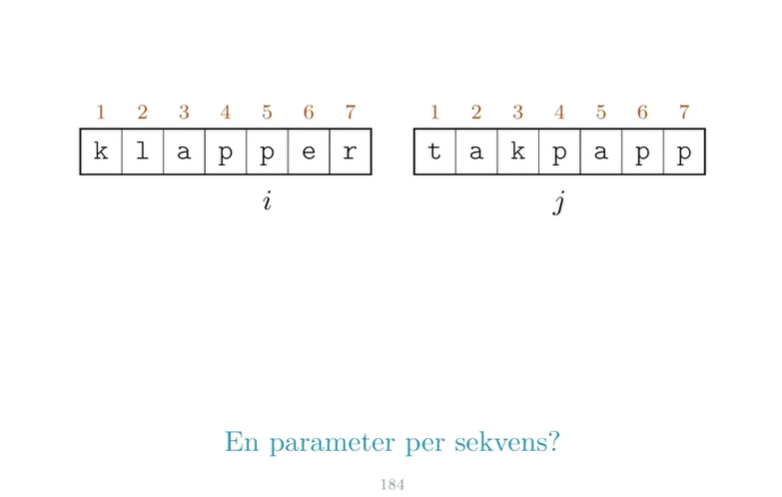 1 2 3 4 5 6 7 1 2 3 4 5 6 7
k l a p p e r t a k p a p p
i j
En parameter per sekvens?
184